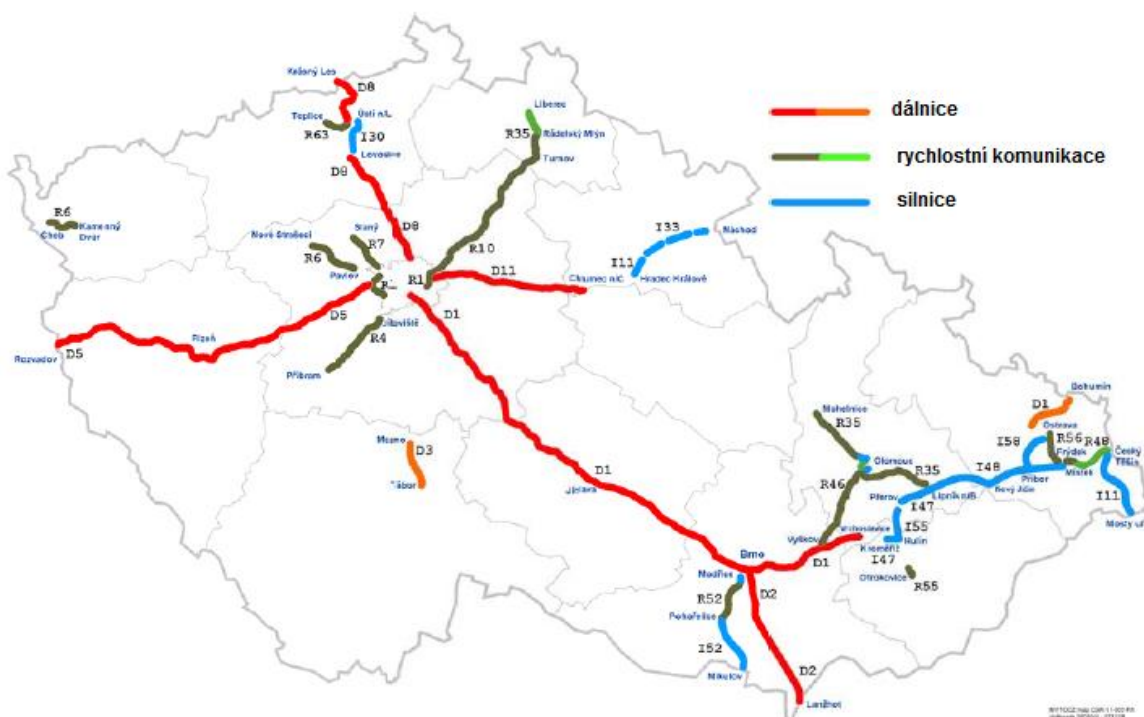 Krásný Les
D8
Teplice
Ústí n/L.
R63
I30
Lovosice
D8
Liberec
R35
Rádelský Mlýn
Turnov
dálnice
rychlostní komunikace
silnice
R6
Cheb
Kamenný
Dvůr
Nové Strašecí
Slaný
R7
R6
Pavlov
D8
R10
R1
D11
Chlumec n/C.
I33
Náchod
I11
Hradec Králové
D5
D1
Jíloviště
R4
Příbram
Plzeň
Rozvadov
D5
Mezno
D3
Tábor
D1
Jihlava
Mohelnice
R35
Olomouc
R46
R35
Přerov
Lipník n/B.
I47
I48
Nový Jičín
Příbor
I58
Bohumín
D1
Ostrava
R56
R48
Frýdek
Místek
Český
Těšín
I11
Mosty u/J
Vyškov
D1
Kroměříž
Hulín
I55
I47
Otrokovice
R55
Brno
Modřice
R52
Pohořelice
D2
I52
Mikulov
D2
Lanžhot